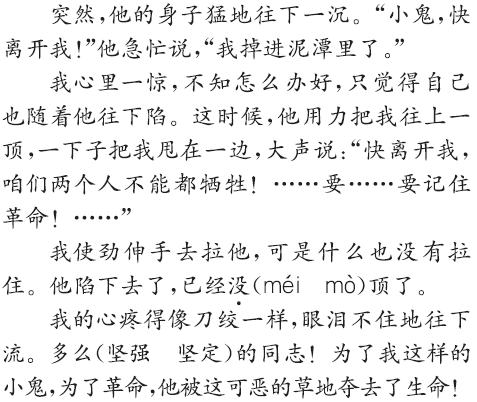 突然，他的身子猛地往下一沉。“小鬼，快
离开我！”他急忙说，“我掉进泥潭里了。”
我心里一惊，不知怎么办好，只觉得自己
也随着他往下陷。这时候，他用力把我往上一
顶，一下子把我甩在一边，大声说：“快离开我，
咱们两个人不能都牺牲！……要……要记住
革命！……”
我使劲伸手去拉他，可是什么也没有拉
住。他陷下去了，已经没(méi　mò)顶了。
我的心疼得像刀绞一样，眼泪不住地往下
流。多么(坚强　坚定)的同志！为了我这样的
小鬼，为了革命，他被这可恶的草地夺去了生命！